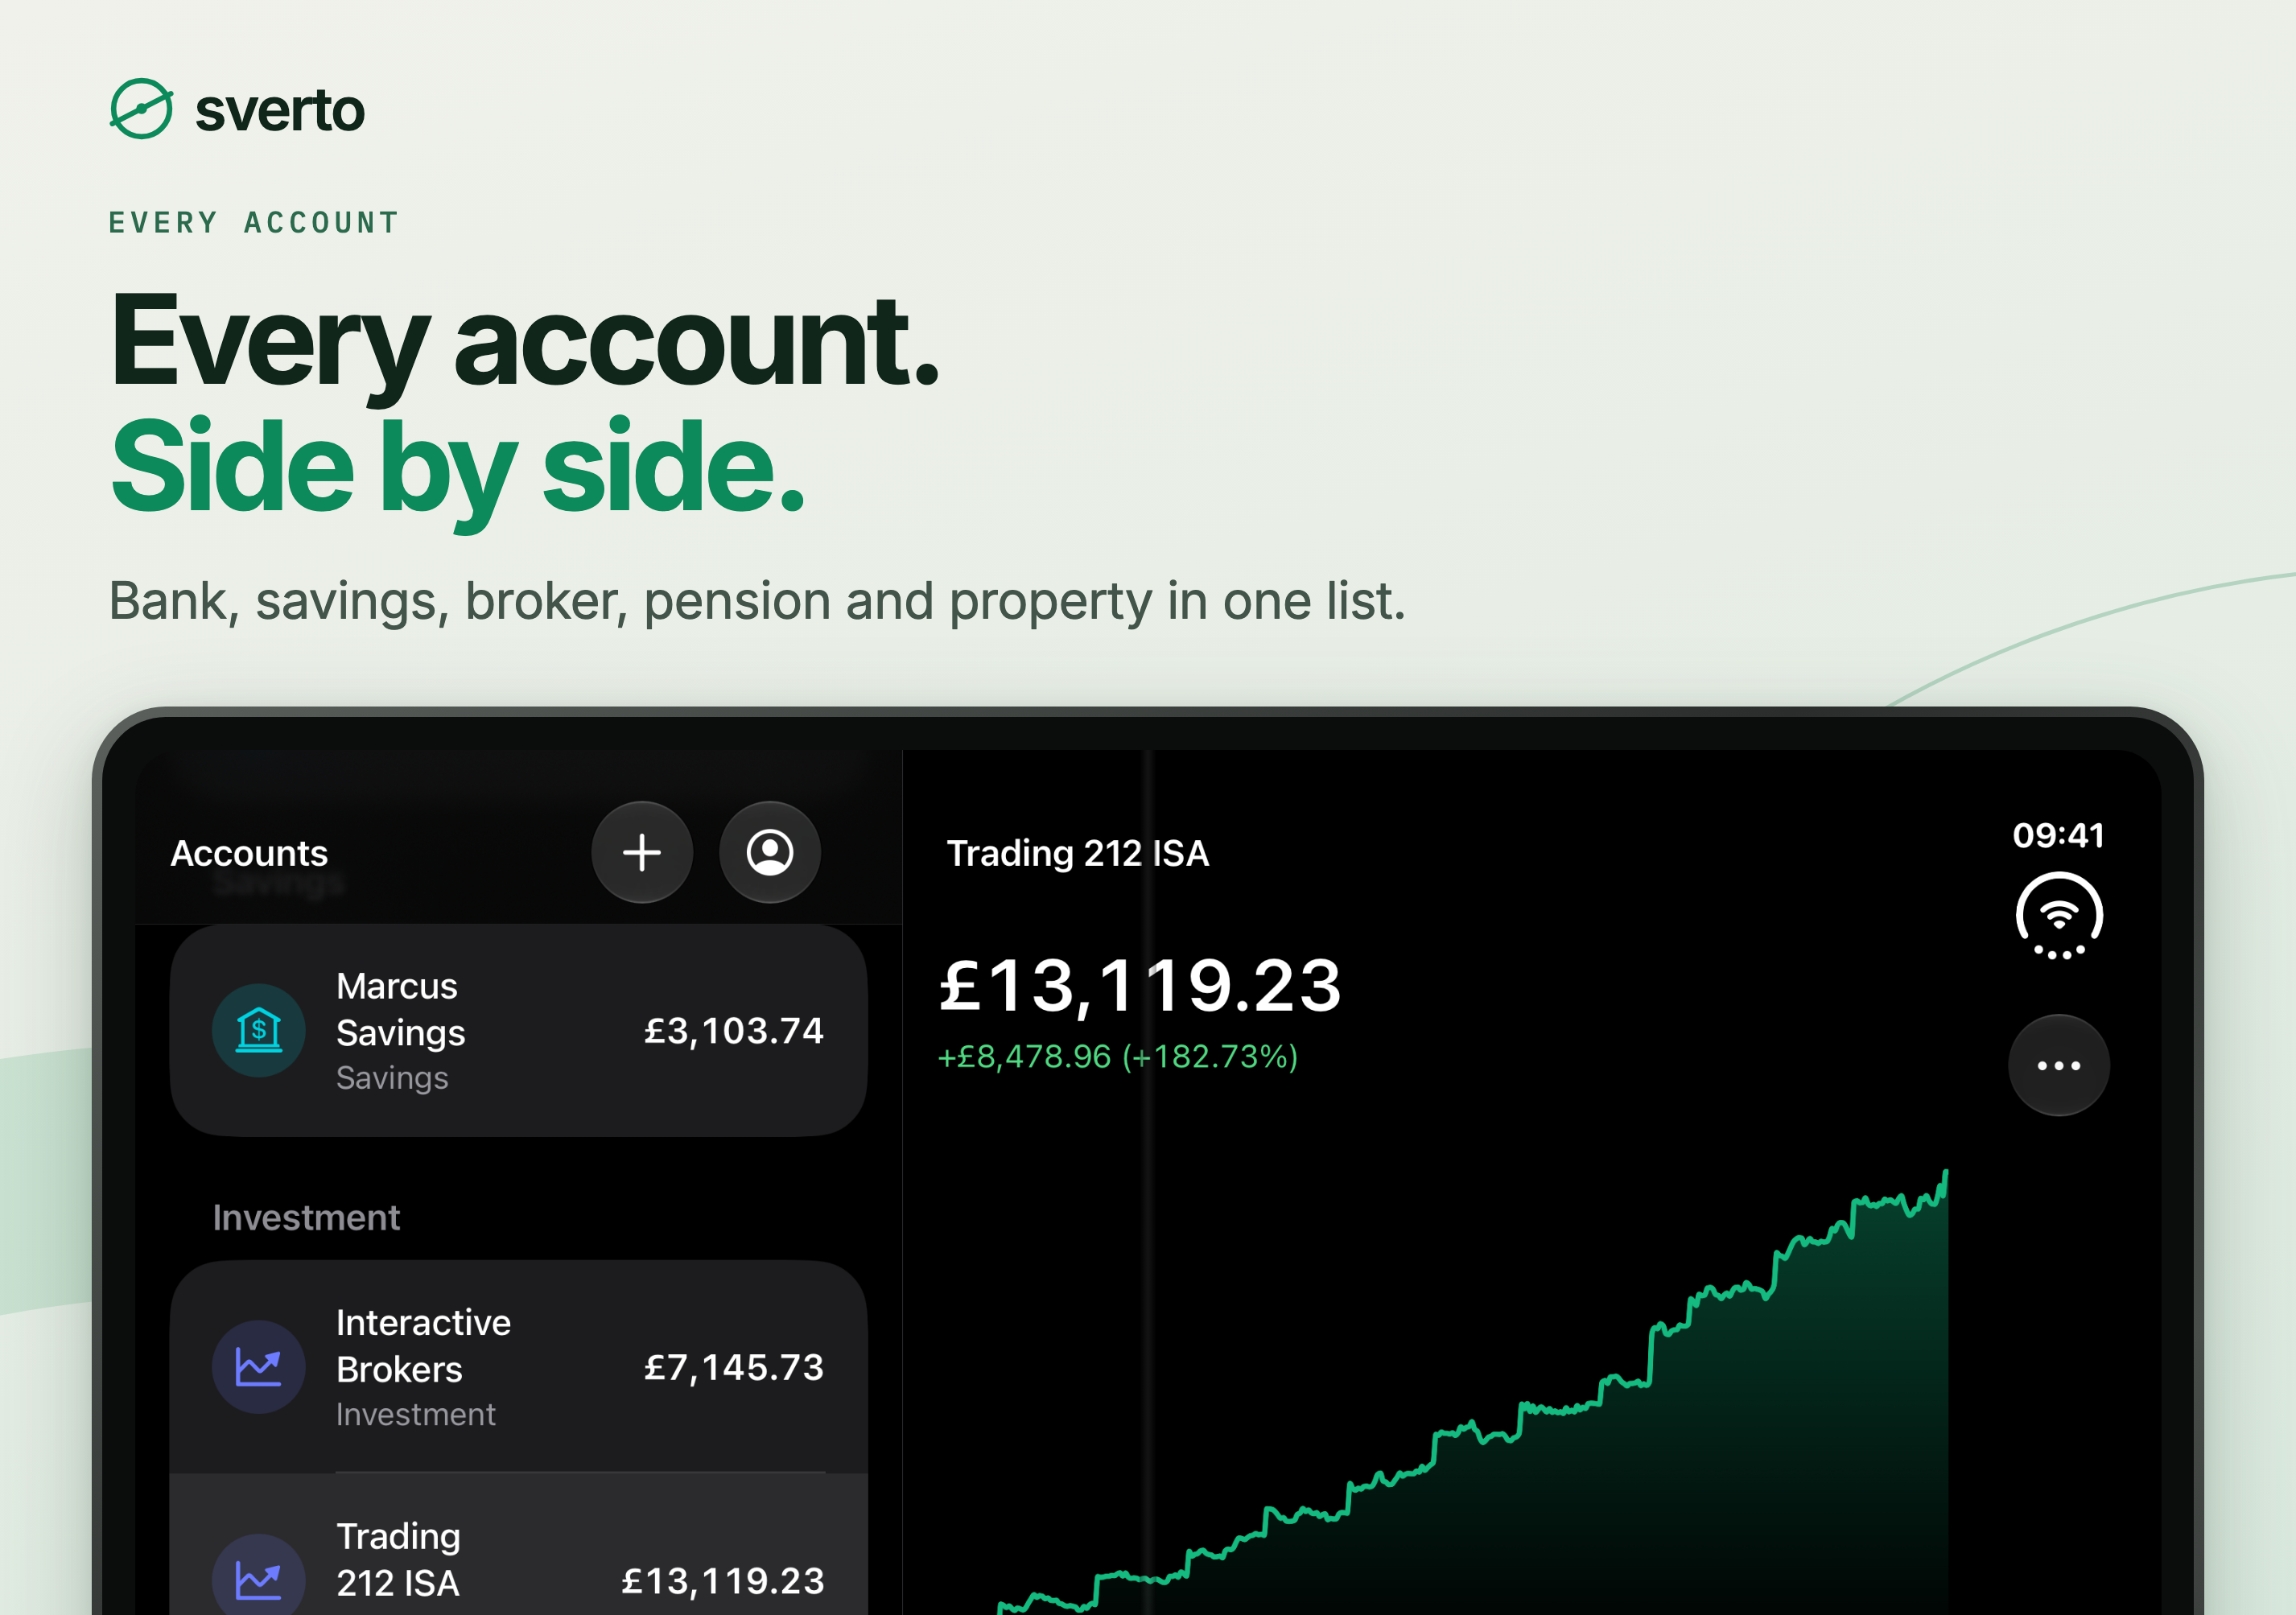 sverto
EVERY ACCOUNT
Every account.
Side by side.
Bank, savings, broker, pension and property in one list.
Accounts
Savings
Marcus
Savings
Savings
£3,103.74
Investment
Interactive
Brokers
Investment
£7,145.73
Trading
212 ISA
£13,119.23
Trading 212 ISA
09:41
£13,119.23
+£8,478.96 (+182.73%)